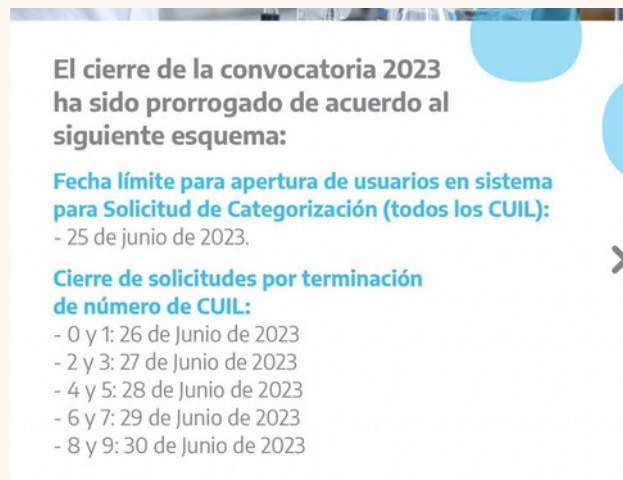 El cierre de la convocatoria 2023
ha sido prorrogado de acuerdo al
siguiente esquema:
Fecha límite para apertura de usuarios en sistema
para Solicitud de Categorización (todos los CUIL):
- 25 de junio de 2023.
Cierre de solicitudes por terminación
de número de CUIL:
- 0 y 1: 26 de Junio de 2023
- 2 y 3: 27 de Junio de 2023
- 4 y 5: 28 de Junio de 2023
- 6 y 7: 29 de Junio de 2023
- 8 y 9: 30 de Junio de 2023